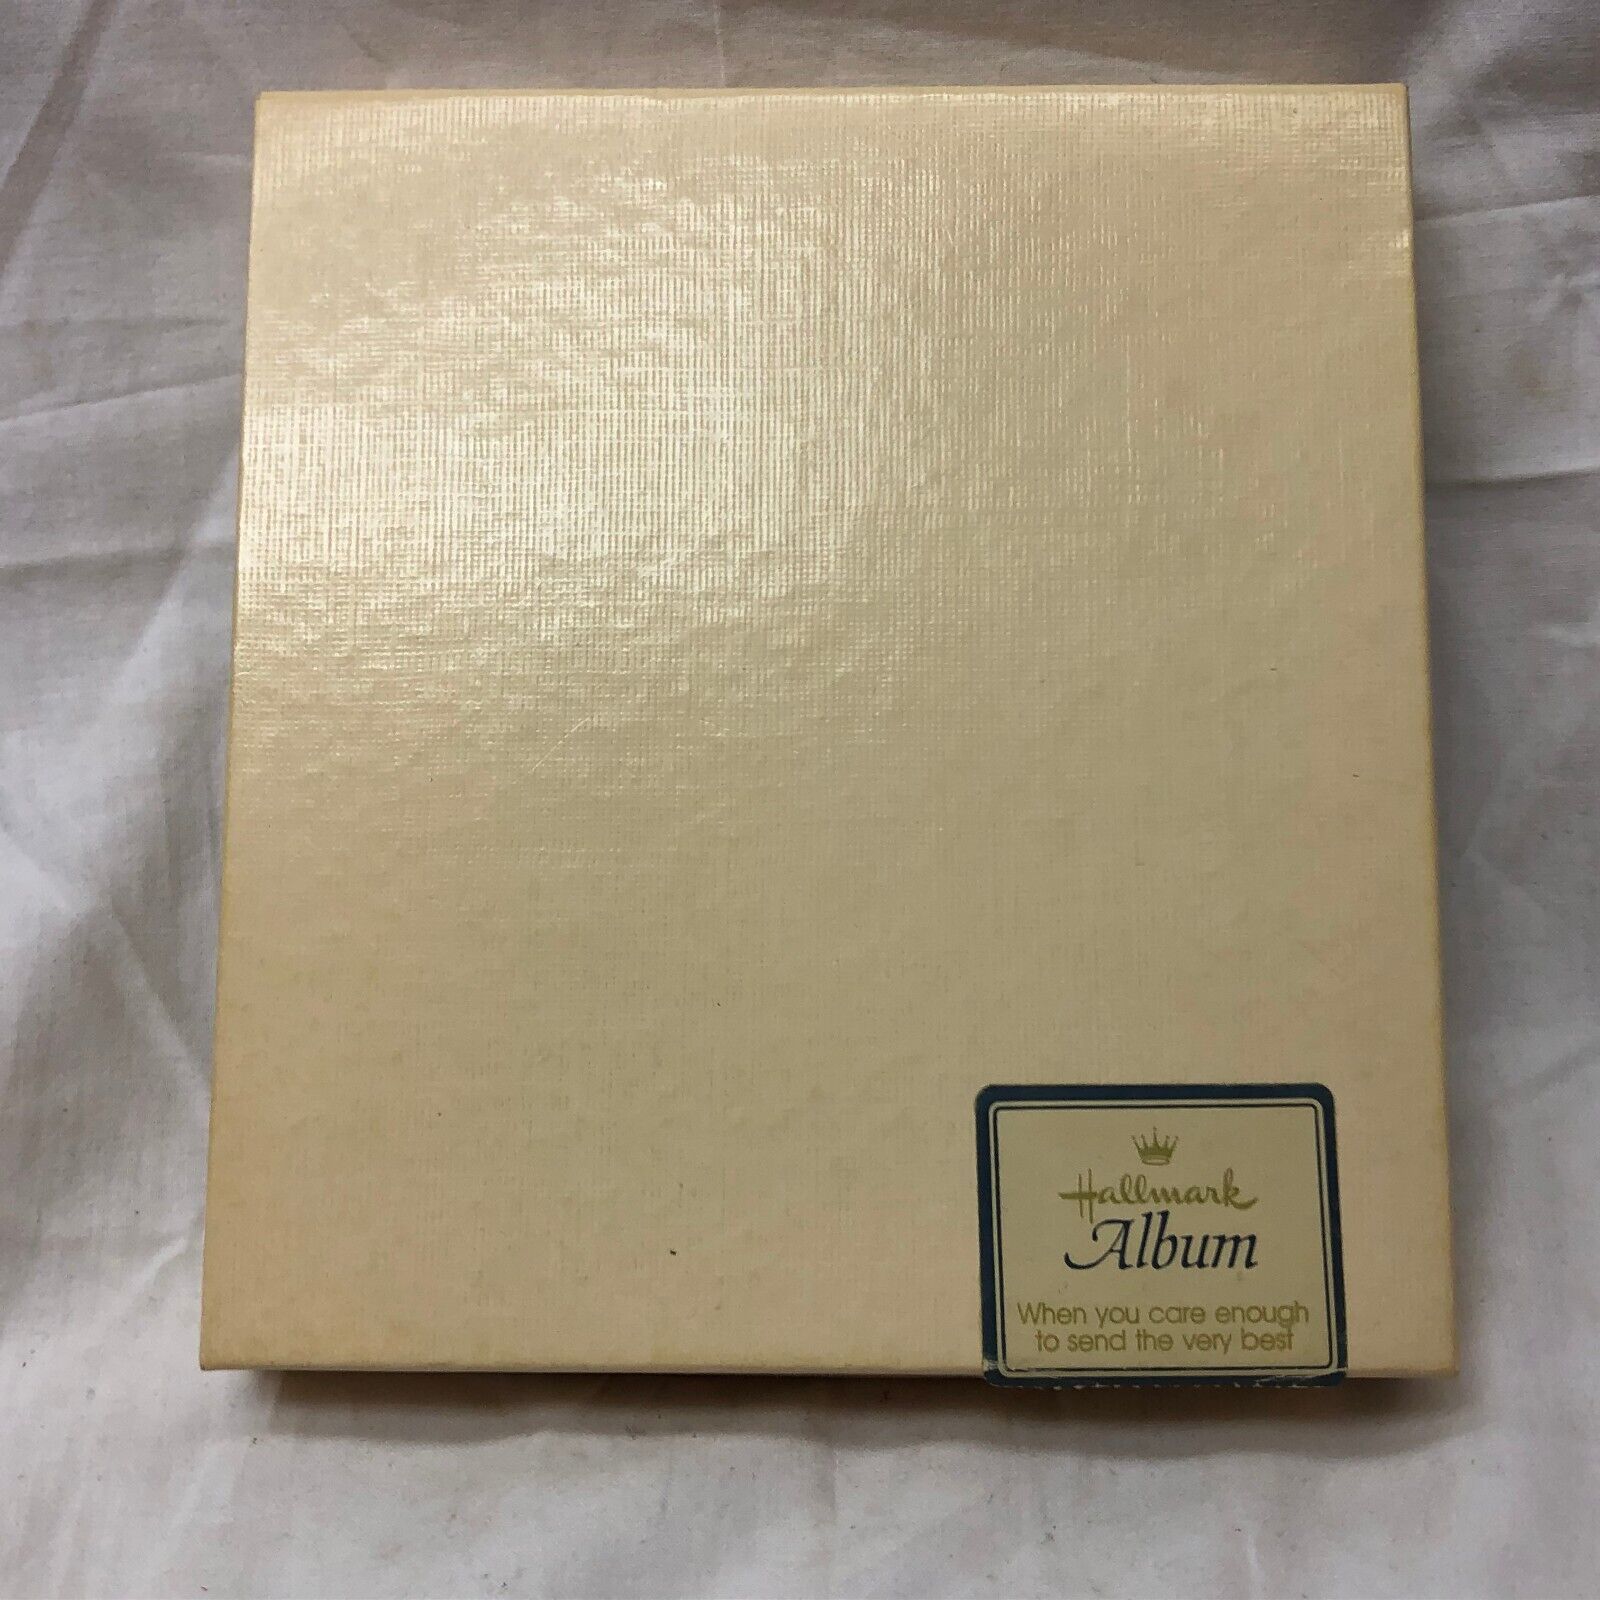 Hallmark
Album
When you care enough
to send the very best